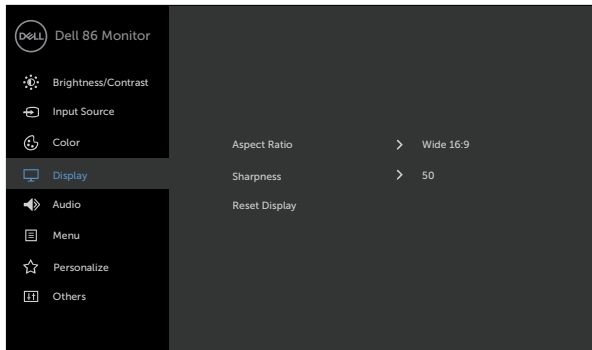 DELL Dell 86 Monitor
Brightness/Contrast
Input Source
Color
Display
Audio
Menu
Personalize
Others
Aspect Ratio > Wide 16:9
Sharpness > 50
Reset Display